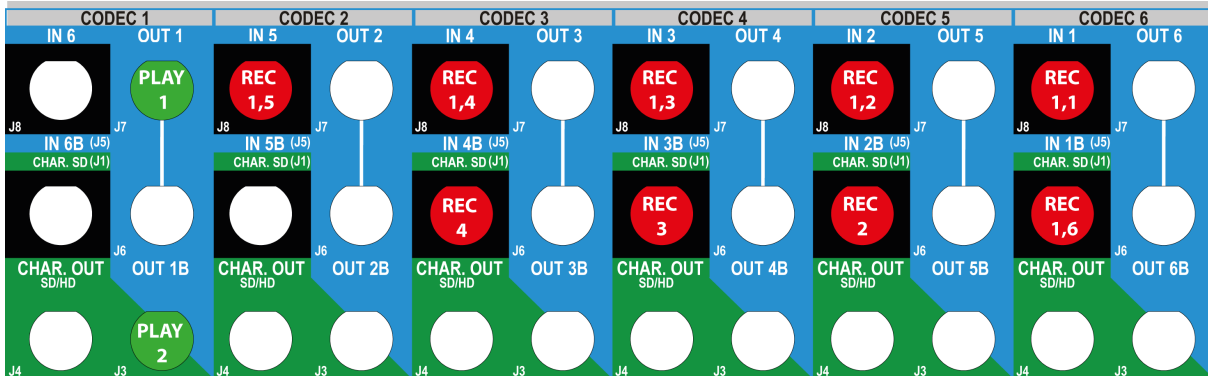 CODEC 1 CODEC 2 CODEC 3 CODEC 4 CODEC 5 CODEC 6
IN 6 OUT 1 IN 5 OUT 2 IN 4 OUT 3 IN 3 OUT 4 IN 2 OUT 5 IN 1 OUT 6
PLAY REC REC REC REC REC
1 1,5 1,4 1,3 1,2 1,1
J8 J7 J8 J7 J8 J7 J8 J7 J8 J7 J8 J7
IN 6B (J5) IN 5B (J5) IN 4B (J5) IN 3B (J5) IN 2B (J5) IN 1B (J5)
CHAR. SD (J1) CHAR. SD (J1) CHAR. SD (J1) CHAR. SD (J1) CHAR. SD (J1) CHAR. SD (J1)
REC REC REC REC
4 3 2 1,6
J6 J6 J6 J6 J6 J6
CHAR. OUT OUT 1B CHAR. OUT OUT 2B CHAR. OUT OUT 3B CHAR. OUT OUT 4B CHAR. OUT OUT 5B CHAR. OUT OUT 6B
SD/HD SD/HD SD/HD SD/HD SD/HD SD/HD
PLAY
2
J4 J3 J4 J3 J4 J3 J4 J3 J4 J3 J4 J3